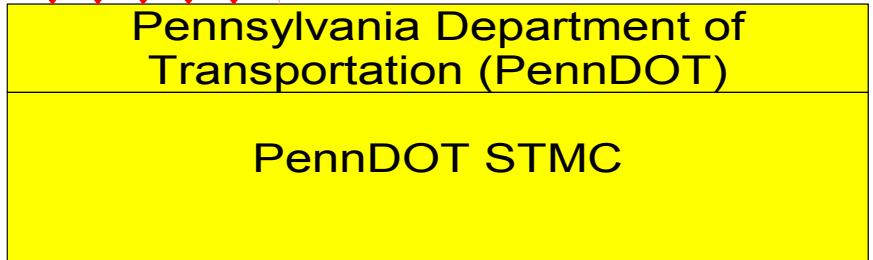 Pennsylvania Department of
Transportation (PennDOT)
PennDOT STMC